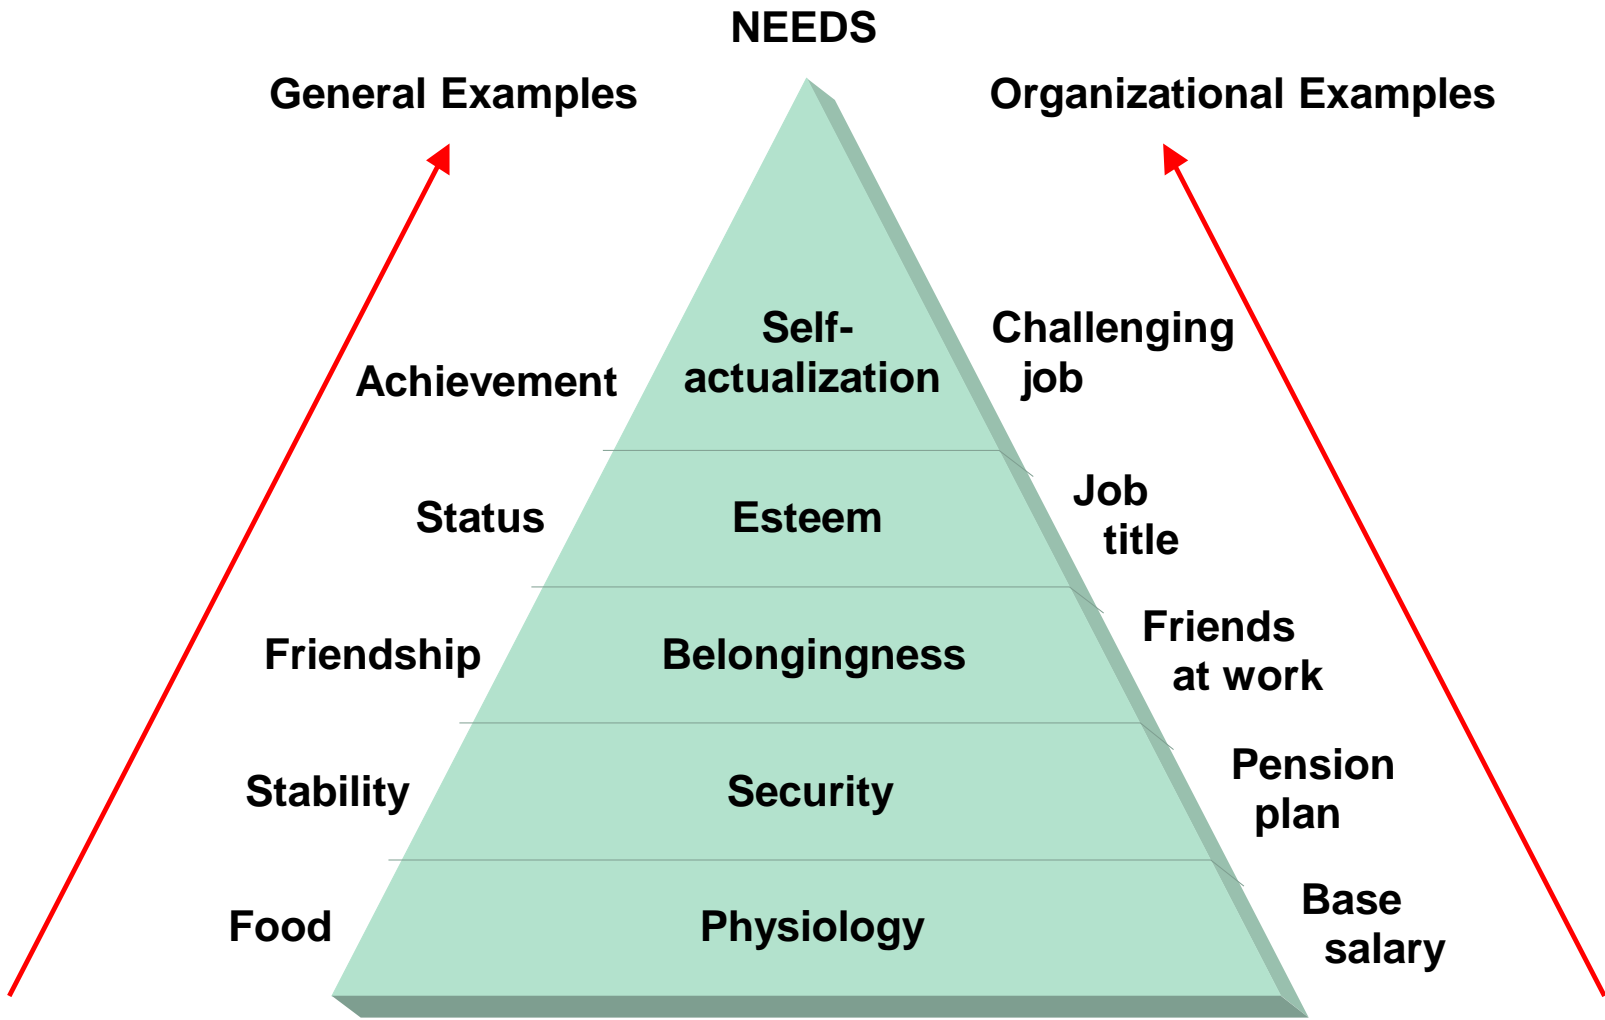 NEEDS
General Examples
Organizational Examples
Self-
actualization
Achievement
Challenging
job
Status
Esteem
Job
title
Friendship
Belongingness
Friends
at work
Stability
Security
Pension
plan
Food
Physiology
Base
salary